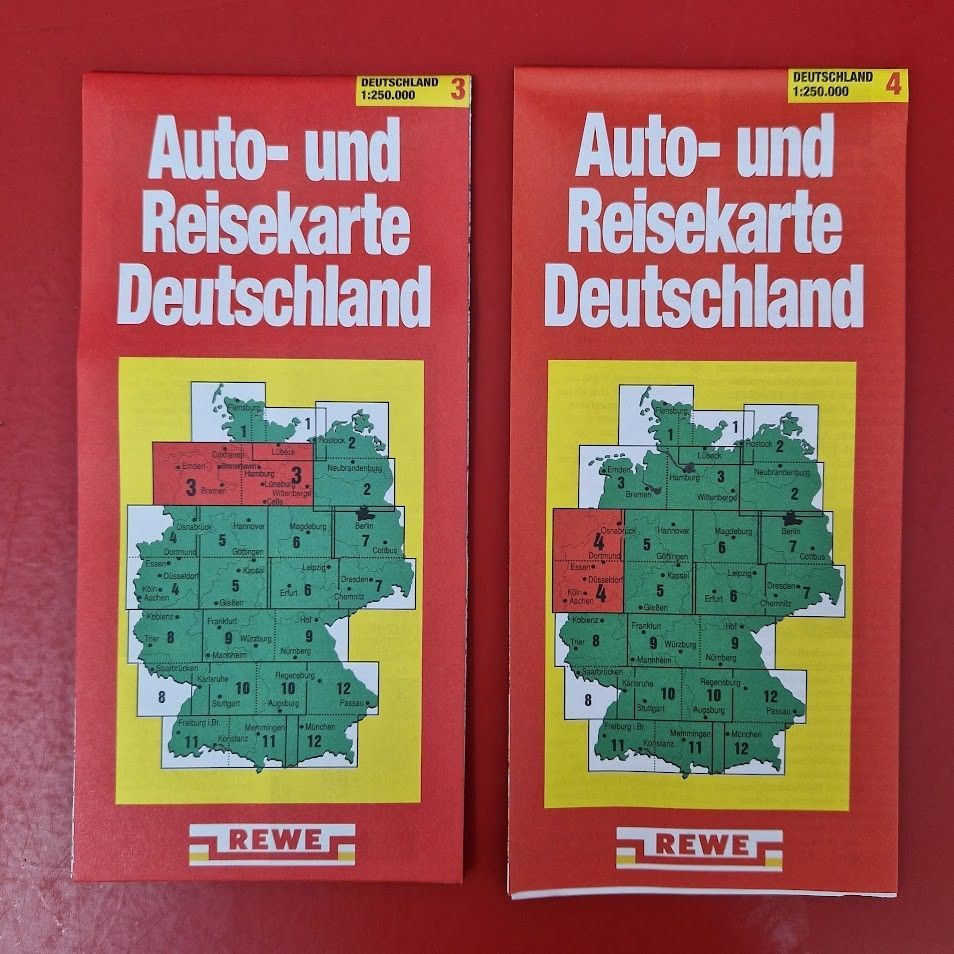 DEUTSCHLAND 3
1:250.000
Auto- und
Reisekarte
Deutschland
Flensburg
1
1
Lübeck
Rostock
2
Cuxhaven
Emden
Bremerhaven
Hamburg
3
Neubrandenburg
3
Bremen
Lüneburg
Wittenberge
2
Celle
Osnabrück
Hannover
Magdeburg
Berlin
4
5
6
7
Dortmund
Göttingen
Cottbus
Essen
Kassel
Leipzig
Düsseldorf
Dresden
7
Köln
4
5
Erfurt
6
Chemnitz
Aachen
Gießen
Koblenz
Frankfurt
Hof
Trier
8
9
Würzburg
9
Mannheim
Nürnberg
Saarbrücken
Karlsruhe
Regensburg
8
10
10
12
Stuttgart
Augsburg
Passau
Freiburg i.Br.
Memmingen
München
11
Konstanz
11
12
REWE
DEUTSCHLAND 4
1:250.000
Auto- und
Reisekarte
Deutschland
Flensburg
1
1
Lübeck
Rostock
2
Emden
Hamburg
Neubrandenburg
3
3
Bremen
Wittenberge
2
Osnabrück
Hannover
Magdeburg
Berlin
4
5
6
7
Dortmund
Göttingen
Cottbus
Essen
Kassel
Leipzig
Düsseldorf
Dresden
7
Köln
4
5
Erfurt
6
Chemnitz
Aachen
Gießen
Koblenz
Frankfurt
Hof
Trier
8
9
Würzburg
9
Mannheim
Nürnberg
Saarbrücken
Karlsruhe
Regensburg
8
10
10
12
Stuttgart
Augsburg
Passau
Freiburg i.Br.
Memmingen
München
11
Konstanz
11
12
REWE